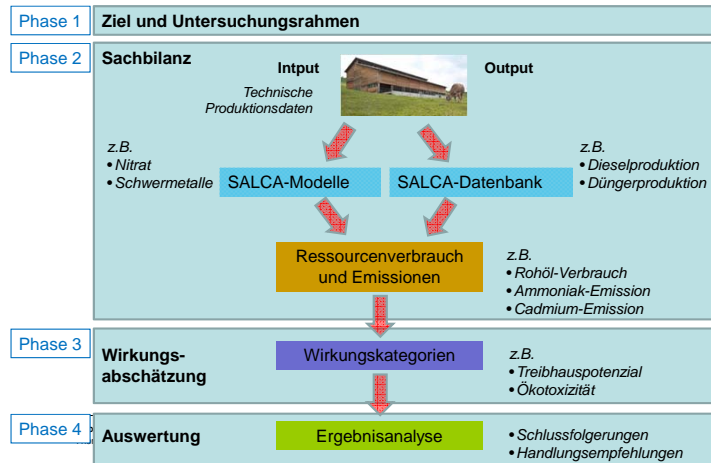 Phase 1
Ziel und Untersuchungsrahmen
Phase 2
Sachbilanz
Intput
Output
Technische
Produktionsdaten
z.B.
• Nitrat
• Schwermetalle
SALCA-Modelle
SALCA-Datenbank
z.B.
• Dieselproduktion
• Düngerproduktion
Ressourcenverbrauch
und Emissionen
z.B.
• Rohöl-Verbrauch
• Ammoniak-Emission
• Cadmium-Emission
Phase 3
Wirkungs-
abschätzung
Wirkungskategorien
z.B.
• Treibhauspotenzial
• Ökotoxizität
Phase 4
Auswertung
Ergebnisanalyse
• Schlussfolgerungen
• Handlungsempfehlungen